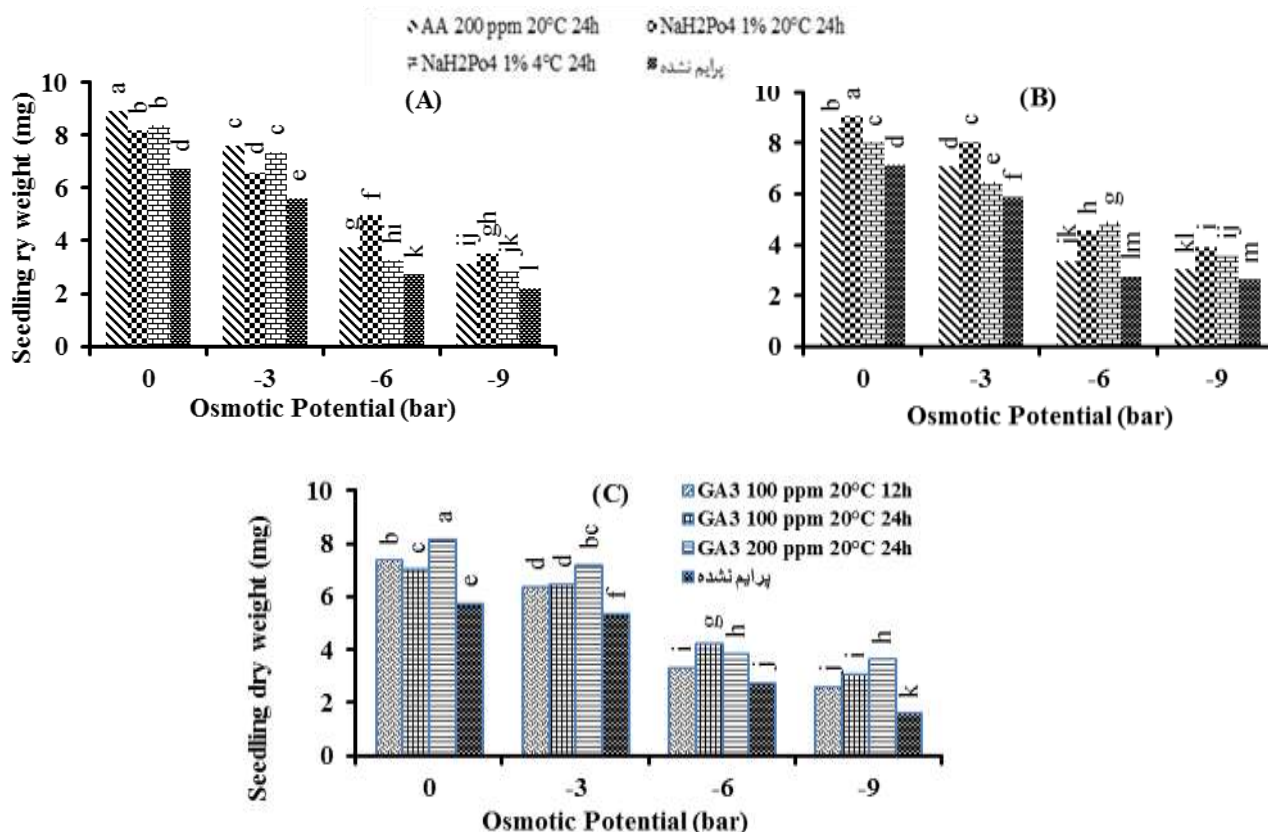 AA 200 ppm 20°C 24h NaH2Po4 1% 20°C 24h
NaH2Po4 1% 4°C 24h پرایم نشده
(A)
Seedling ry weight (mg)
10
8
6
4
2
0
a b b d c d c e g f hi k ij gh jk l
0 -3 -6 -9
Osmotic Potential (bar)
(B)
10
8
6
4
2
0
b a c d d c e f jk h g lm kl i ij m
0 -3 -6 -9
Osmotic Potential (bar)
(C)
Seedling dry weight (mg)
10
8
6
4
2
0
GA3 100 ppm 20°C 12h
GA3 100 ppm 20°C 24h
GA3 200 ppm 20°C 24h
پرایم نشده
b c a e d d bc f i g h j j i h k
0 -3 -6 -9
Osmotic Potential (bar)